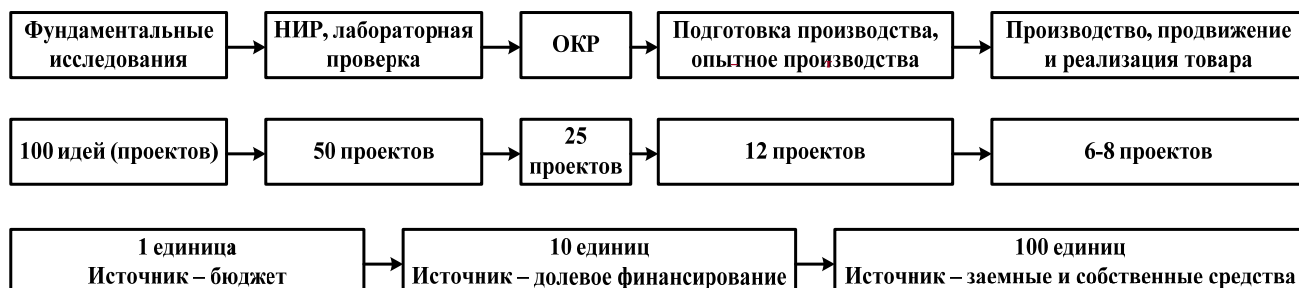 Фундаментальные
исследования
НИР, лабораторная
проверка
ОКР
Подготовка производства,
опытное производства
Производство, продвижение
и реализация товара
100 идей (проектов)
50 проектов
25
проектов
12 проектов
6-8 проектов
1 единица
Источник – бюджет
10 единиц
Источник – долевое финансирование
100 единиц
Источник – заемные и собственные средства